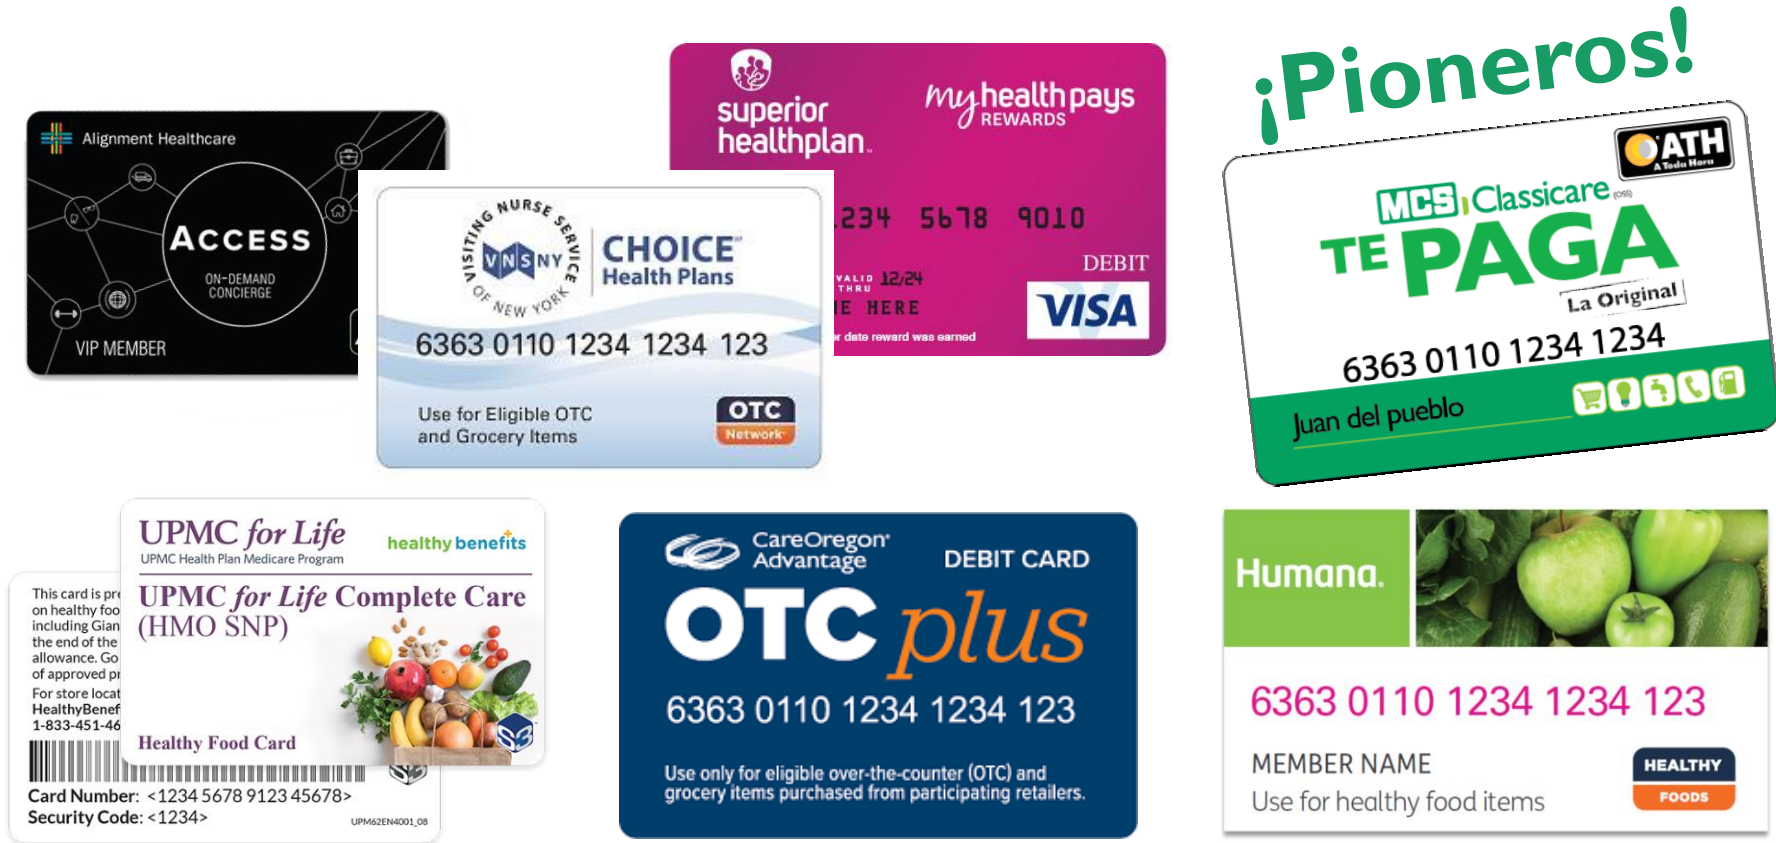 Alignment Healthcare
ACCESS
ON-DEMAND
CONCIERGE
VIP MEMBER
VISITING NURSE SERVICE
OF NEW YORK
VNSNY
CHOICE
Health Plans
6363 0110 1234 1234 123
Use for Eligible OTC
and Grocery Items
OTC
Network
superior
healthplan
my health pays
REWARDS
234 5678 9010
VALID
THRU 12/24
HERE
DEBIT
VISA
date reward was earned
¡Pioneros!
ATH
A Toda Hora
MCS Classicare (OSS)
TE PAGA
La Original
6363 0110 1234 1234
Juan del pueblo
This card is
on healthy
including
the end of the
allowance. Go
of approved
For store
1-833-451-46
Card Number: <1234 5678 9123 45678>
Security Code: <1234>
UPM62EN4001_08
UPMC for Life
UPMC Health Plan Medicare Program
healthy benefits
UPMC for Life Complete Care
(HMO SNP)
Healthy Food Card
S3
CareOregon®
Advantage
DEBIT CARD
OTC plus
6363 0110 1234 1234 123
Use only for eligible over-the-counter (OTC) and
grocery items purchased from participating retailers.
Humana.
6363 0110 1234 1234 123
MEMBER NAME
Use for healthy food items
HEALTHY
FOODS